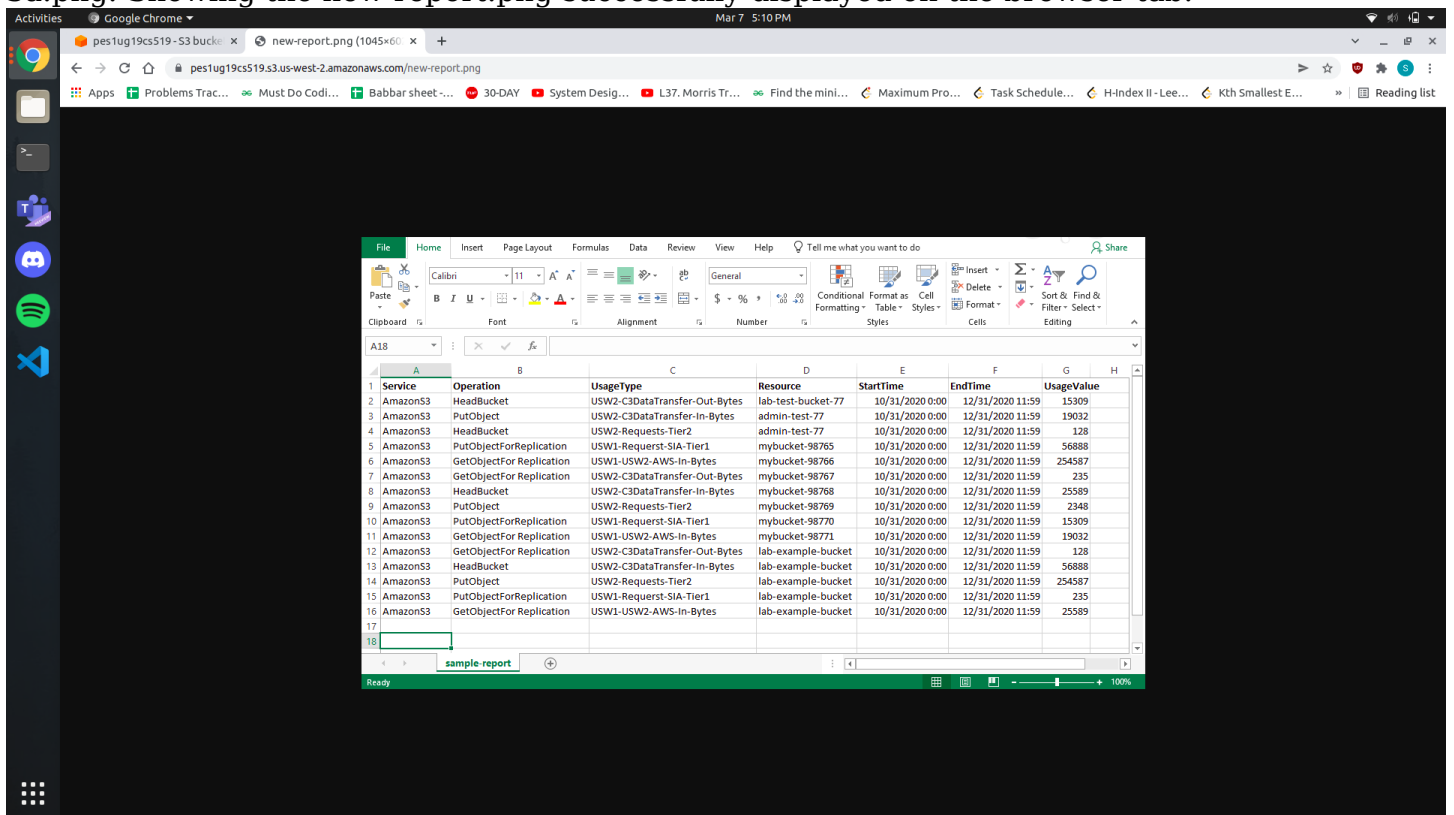 3d.png: Showing the new-report.png successfully displayed on the browser tab.
Activities Google Chrome Mar 7 5:10 PM
pes1ug19cs519 - S3 bucke new-report.png (1045×60
pes1ug19cs519.s3.us-west-2.amazonaws.com/new-report.png S
Apps Problems Trac... Must Do Codi... Babbar sheet -... 30-DAY System Desig... L37. Morris Tr... Find the mini... Maximum Pro... Task Schedule... H-Index II - Lee... Kth Smallest E... » Reading list
File Home Insert Page Layout Formulas Data Review View Help Tell me what you want to do Share
Calibri 11 A A ab General Insert Σ
Paste B I U A $ % , Conditional Format as Cell Delete Sort & Find &
Formatting Table Styles Format Filter Select
Clipboard Font Alignment Number Styles Cells Editing
A18 fx
A B C D E F G H
1 Service Operation UsageType Resource StartTime EndTime UsageValue
2 AmazonS3 HeadBucket USW2-C3DataTransfer-Out-Bytes lab-test-bucket-77 10/31/2020 0:00 12/31/2020 11:59 15309
3 AmazonS3 PutObject USW2-C3DataTransfer-In-Bytes admin-test-77 10/31/2020 0:00 12/31/2020 11:59 19032
4 AmazonS3 HeadBucket USW2-Requests-Tier2 admin-test-77 10/31/2020 0:00 12/31/2020 11:59 128
5 AmazonS3 PutObjectForReplication USW1-Requerst-SIA-Tier1 mybucket-98765 10/31/2020 0:00 12/31/2020 11:59 56888
6 AmazonS3 GetObjectFor Replication USW1-USW2-AWS-In-Bytes mybucket-98766 10/31/2020 0:00 12/31/2020 11:59 254587
7 AmazonS3 GetObjectFor Replication USW2-C3DataTransfer-Out-Bytes mybucket-98767 10/31/2020 0:00 12/31/2020 11:59 235
8 AmazonS3 HeadBucket USW2-C3DataTransfer-In-Bytes mybucket-98768 10/31/2020 0:00 12/31/2020 11:59 25589
9 AmazonS3 PutObject USW2-Requests-Tier2 mybucket-98769 10/31/2020 0:00 12/31/2020 11:59 2348
10 AmazonS3 PutObjectForReplication USW1-Requerst-SIA-Tier1 mybucket-98770 10/31/2020 0:00 12/31/2020 11:59 15309
11 AmazonS3 GetObjectFor Replication USW1-USW2-AWS-In-Bytes mybucket-98771 10/31/2020 0:00 12/31/2020 11:59 19032
12 AmazonS3 GetObjectFor Replication USW2-C3DataTransfer-Out-Bytes lab-example-bucket 10/31/2020 0:00 12/31/2020 11:59 128
13 AmazonS3 HeadBucket USW2-C3DataTransfer-In-Bytes lab-example-bucket 10/31/2020 0:00 12/31/2020 11:59 56888
14 AmazonS3 PutObject USW2-Requests-Tier2 lab-example-bucket 10/31/2020 0:00 12/31/2020 11:59 254587
15 AmazonS3 PutObjectForReplication USW1-Requerst-SIA-Tier1 lab-example-bucket 10/31/2020 0:00 12/31/2020 11:59 235
16 AmazonS3 GetObjectFor Replication USW1-USW2-AWS-In-Bytes lab-example-bucket 10/31/2020 0:00 12/31/2020 11:59 25589
17
18
sample-report
Ready 100%